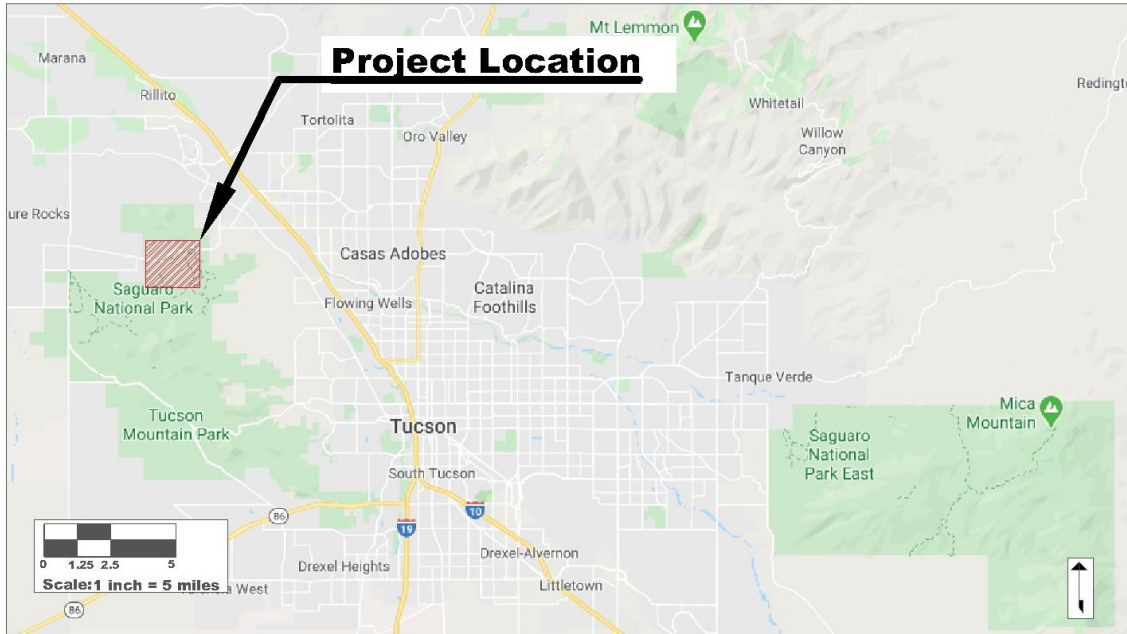 Mt Lemmon
Marana
Project Location
Redingt
Rillito
Whitetail
Tortolita
Oro Valley
Willow
Canyon
ure Rocks
Casas Adobes
Catalina
Foothills
Saguaro
National Park
Flowing Wells
Tanque Verde
Mica
Mountain
Tucson
Mountain Park
Tucson
Saguaro
National
Park East
South Tucson
86
10
19
0 1.25 2.5 5
Scale:1 inch = 5 miles
Drexel Heights
Drexel-Alvernon
Littletown
West
86